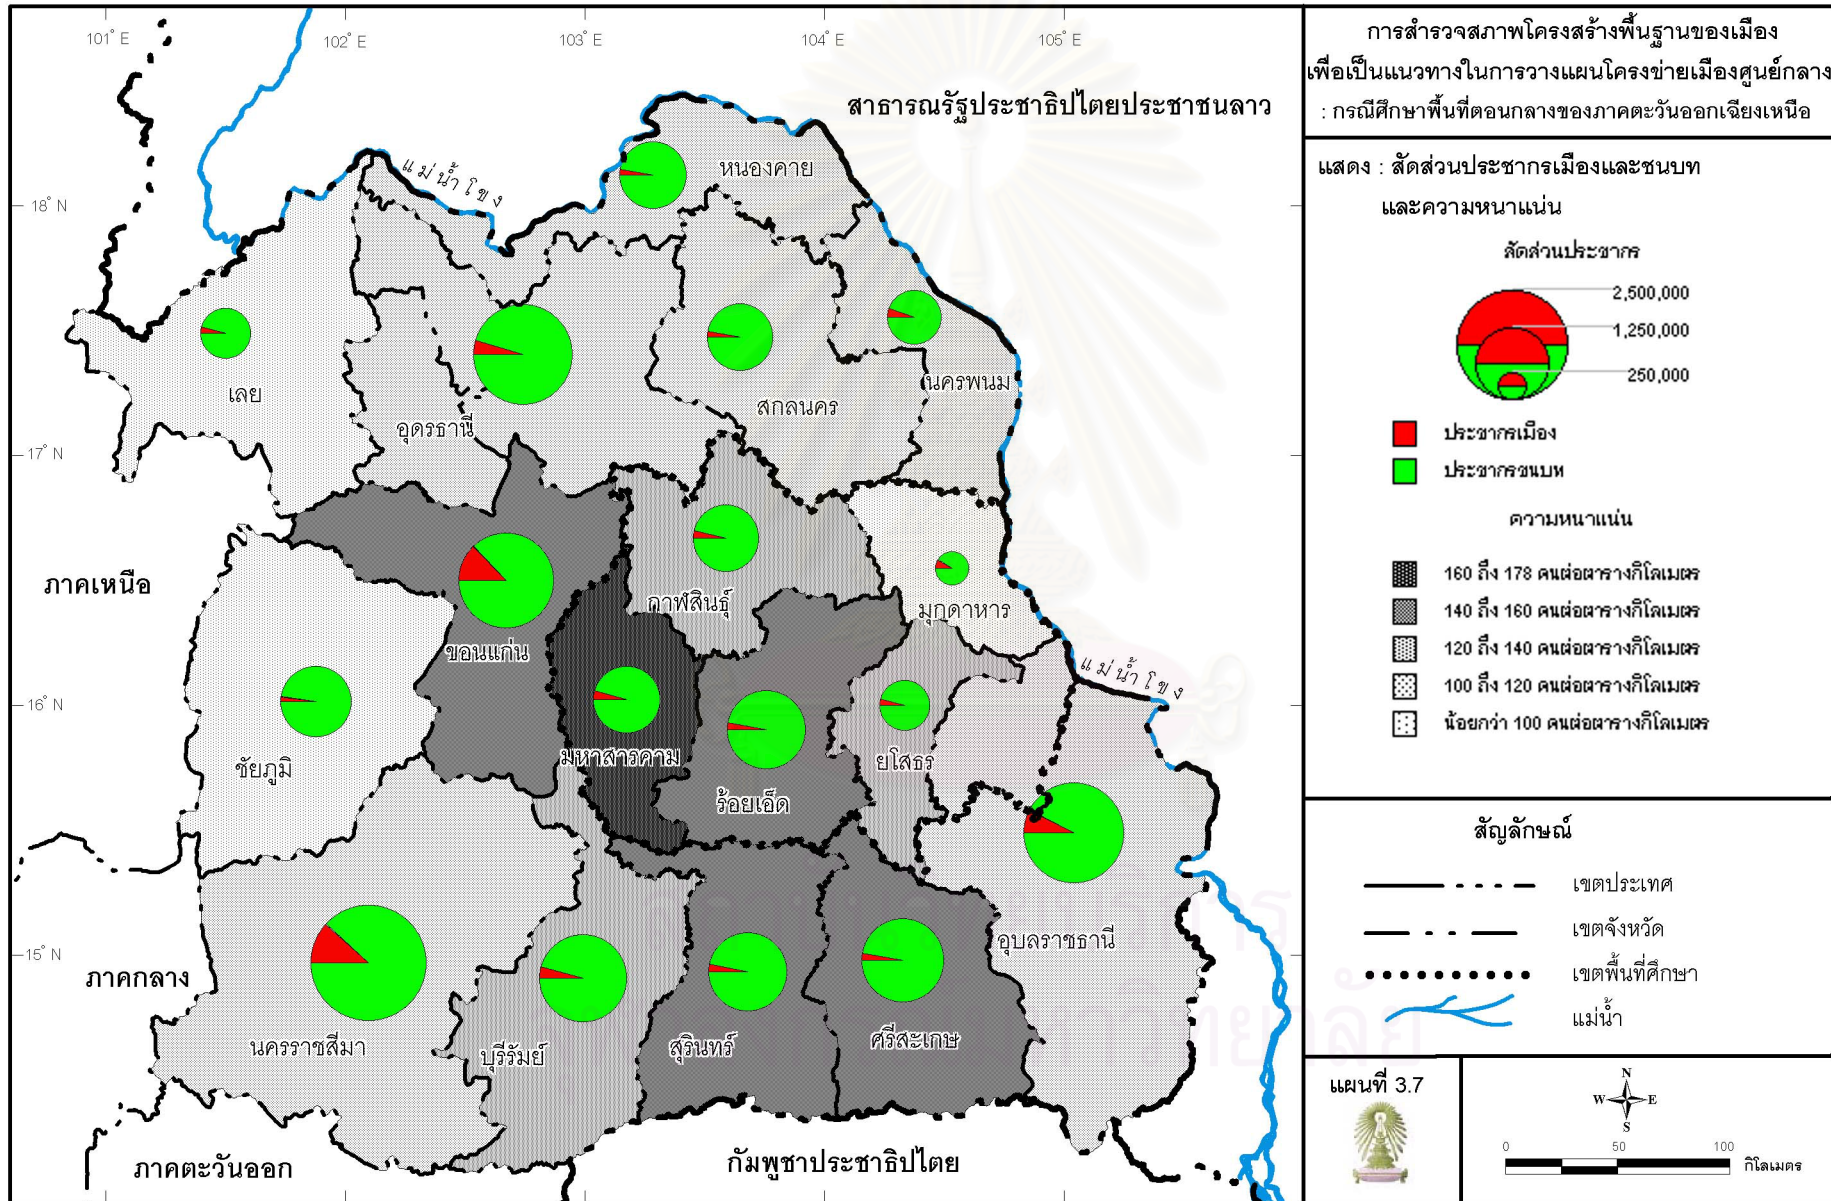 101° E
102° E
103° E
104° E
105° E
18° N
17° N
16° N
15° N
สาธารณรัฐประชาธิปไตยประชาชนลาว
แม่น้ำโขง
หนองคาย
เลย
อุดรธานี
สกลนคร
นครพนม
ภาคเหนือ
ขอนแก่น
กาฬสินธุ์
มุกดาหาร
แม่น้ำโขง
ชัยภูมิ
มหาสารคาม
ร้อยเอ็ด
ยโสธร
อุบลราชธานี
ภาคกลาง
นครราชสีมา
บุรีรัมย์
สุรินทร์
ศรีสะเกษ
ภาคตะวันออก
กัมพูชาประชาธิปไตย
การสำรวจสภาพโครงสร้างพื้นฐานของเมือง
เพื่อเป็นแนวทางในการวางแผนโครงข่ายเมืองศูนย์กลาง
: กรณีศึกษาพื้นที่ตอนกลางของภาคตะวันออกเฉียงเหนือ
แสดง : สัดส่วนประชากรเมืองและชนบท
และความหนาแน่น
สัดส่วนประชากร
2,500,000
1,250,000
250,000
ประชากรเมือง
ประชากรชนบท
ความหนาแน่น
160 ถึง 178 คนต่อตารางกิโลเมตร
140 ถึง 160 คนต่อตารางกิโลเมตร
120 ถึง 140 คนต่อตารางกิโลเมตร
100 ถึง 120 คนต่อตารางกิโลเมตร
น้อยกว่า 100 คนต่อตารางกิโลเมตร
สัญลักษณ์
เขตประเทศ
เขตจังหวัด
เขตพื้นที่ศึกษา
แม่น้ำ
แผนที่ 3.7
N
W E
S
0 50 100
กิโลเมตร